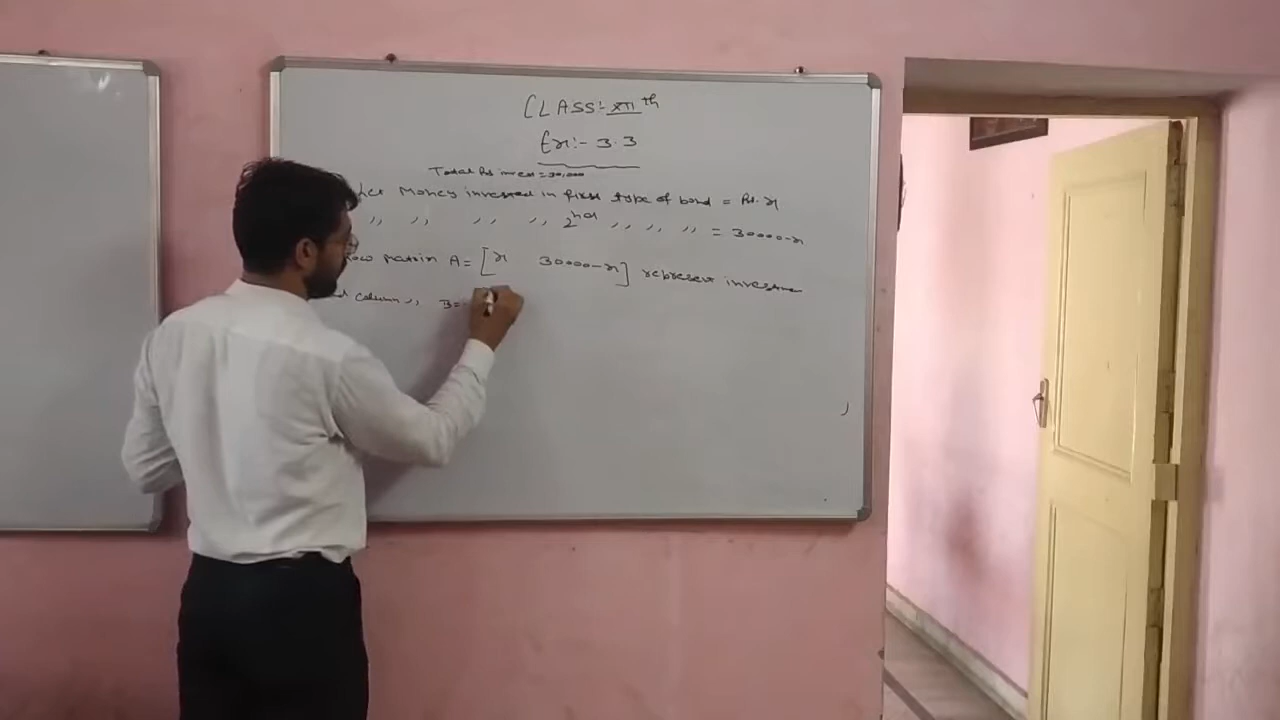 CLASS:- XII th
Ex:- 3.3
Total Rs invest = 30,000
Let Money invested in first type of bond = Rs. x
,, ,, ,, ,, 2nd ,, ,, ,, = 30000-x
Row matrix A = [x 30000-x] represent
column ,, B =